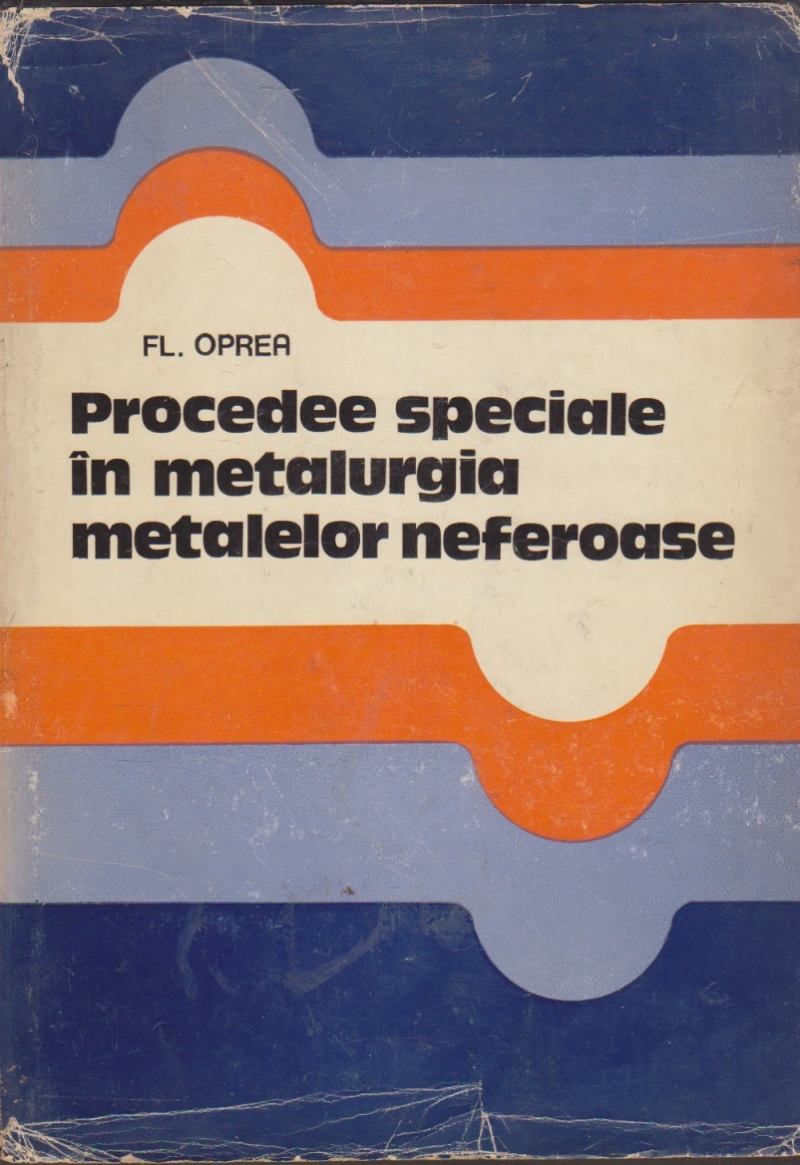 FL. OPREA
Procedee speciale
în metalurgia
metalelor neferoase